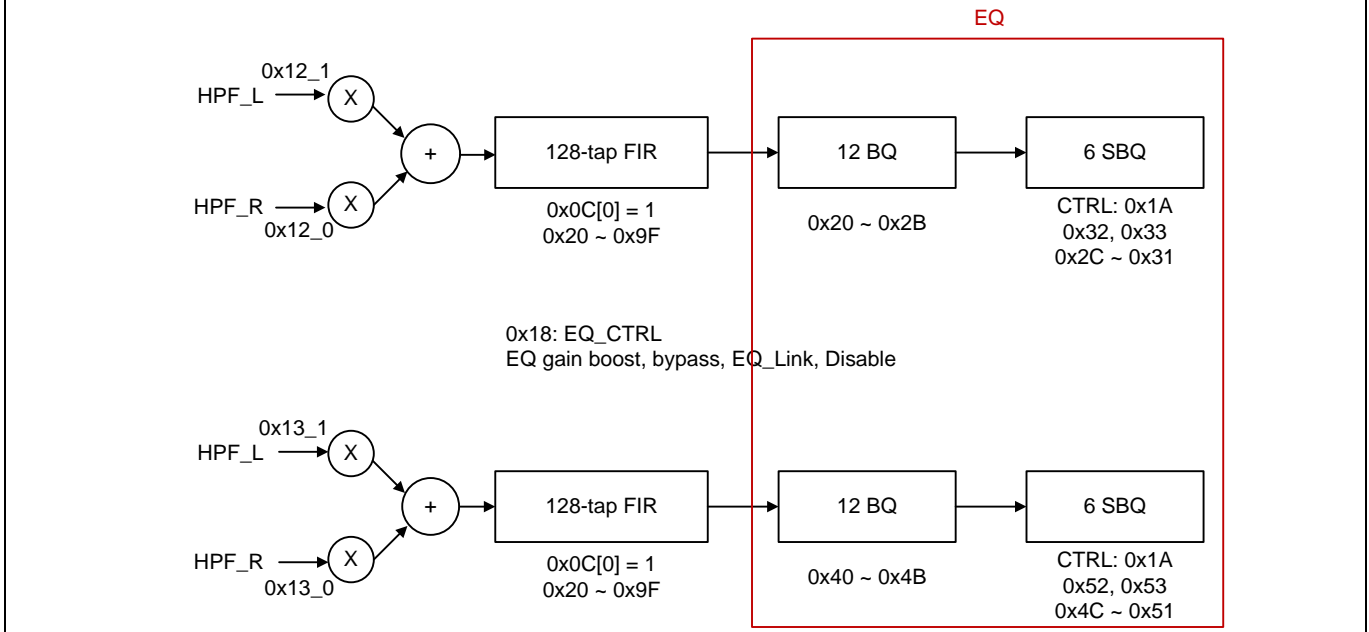 EQ
0x12_1
HPF_L
X
+
128-tap FIR
12 BQ
6 SBQ
HPF_R
X
0x12_0
0x0C[0] = 1
0x20 ~ 0x9F
0x20 ~ 0x2B
CTRL: 0x1A
0x32, 0x33
0x2C ~ 0x31
0x18: EQ_CTRL
EQ gain boost, bypass, EQ_Link, Disable
0x13_1
HPF_L
X
+
128-tap FIR
12 BQ
6 SBQ
HPF_R
X
0x13_0
0x0C[0] = 1
0x20 ~ 0x9F
0x40 ~ 0x4B
CTRL: 0x1A
0x52, 0x53
0x4C ~ 0x51